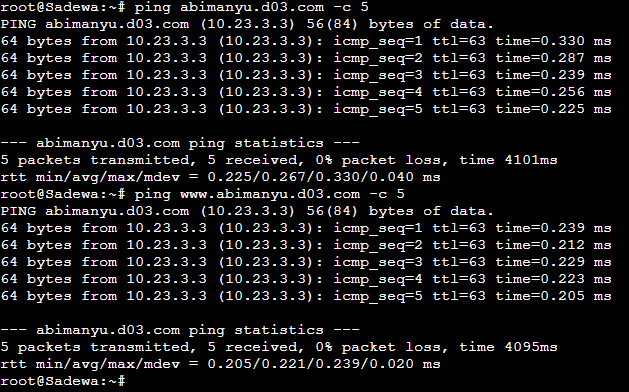 root@Sadewa:~# ping abimanyu.d03.com -c 5
PING abimanyu.d03.com (10.23.3.3) 56(84) bytes of data.
64 bytes from 10.23.3.3 (10.23.3.3): icmp_seq=1 ttl=63 time=0.330 ms
64 bytes from 10.23.3.3 (10.23.3.3): icmp_seq=2 ttl=63 time=0.287 ms
64 bytes from 10.23.3.3 (10.23.3.3): icmp_seq=3 ttl=63 time=0.239 ms
64 bytes from 10.23.3.3 (10.23.3.3): icmp_seq=4 ttl=63 time=0.256 ms
64 bytes from 10.23.3.3 (10.23.3.3): icmp_seq=5 ttl=63 time=0.225 ms

--- abimanyu.d03.com ping statistics ---
5 packets transmitted, 5 received, 0% packet loss, time 4101ms
rtt min/avg/max/mdev = 0.225/0.267/0.330/0.040 ms
root@Sadewa:~# ping www.abimanyu.d03.com -c 5
PING abimanyu.d03.com (10.23.3.3) 56(84) bytes of data.
64 bytes from 10.23.3.3 (10.23.3.3): icmp_seq=1 ttl=63 time=0.239 ms
64 bytes from 10.23.3.3 (10.23.3.3): icmp_seq=2 ttl=63 time=0.212 ms
64 bytes from 10.23.3.3 (10.23.3.3): icmp_seq=3 ttl=63 time=0.229 ms
64 bytes from 10.23.3.3 (10.23.3.3): icmp_seq=4 ttl=63 time=0.223 ms
64 bytes from 10.23.3.3 (10.23.3.3): icmp_seq=5 ttl=63 time=0.205 ms

--- abimanyu.d03.com ping statistics ---
5 packets transmitted, 5 received, 0% packet loss, time 4095ms
rtt min/avg/max/mdev = 0.205/0.221/0.239/0.020 ms
root@Sadewa:~#